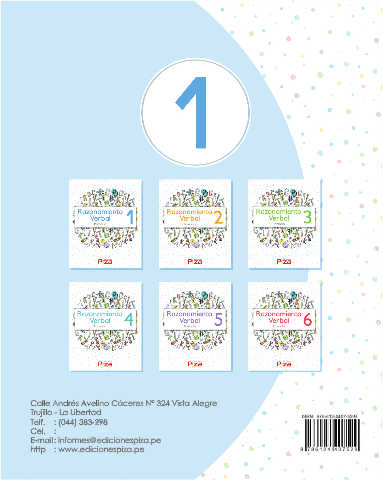 1
Razonamiento
Verbal 1
Pizza
Razonamiento
Verbal 2
Pizza
Razonamiento
Verbal 3
Pizza
Razonamiento
Verbal 4
Pizza
Razonamiento
Verbal 5
Pizza
Razonamiento
Verbal 6
Pizza
Calle Andrés Avelino Cáceres N° 324 Vista Alegre
Trujillo - La Libertad
Telf. : (044) 383-298
Cel. :
E-mail: informes@edicionespiza.pe
http : www.edicionespiza.pe